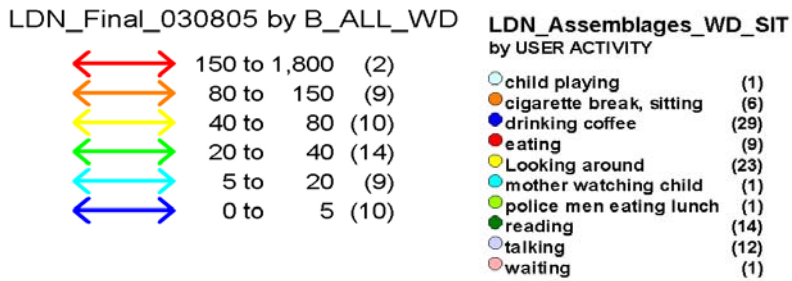 LDN_Final_030805 by B_ALL_WD
150 to 1,800 (2)
80 to 150 (9)
40 to 80 (10)
20 to 40 (14)
5 to 20 (9)
0 to 5 (10)
LDN_Assemblages_WD_SIT
by USER ACTIVITY
child playing (1)
cigarette break, sitting (6)
drinking coffee (29)
eating (9)
Looking around (23)
mother watching child (1)
police men eating lunch (1)
reading (14)
talking (12)
waiting (1)